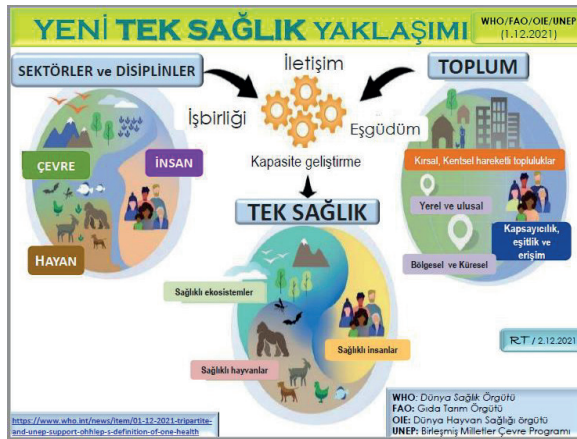 YENİ TEK SAĞLIK YAKLAŞIMI
WHO/FAO/OIE/UNEP
(1.12.2021)
SEKTÖRLER ve DİSİPLİNLER
İletişim
TOPLUM
İşbirliği
Eşgüdüm
Kapasite geliştirme
ÇEVRE
İNSAN
HAYAN
Kırsal, Kentsel hareketli topluluklar
Yerel ve ulusal
Kapsayıcılık,
eşitlik ve
erişim
Bölgesel ve Küresel
TEK SAĞLIK
Sağlıklı ekosistemler
Sağlıklı insanlar
Sağlıklı hayvanlar
RT / 2.12.2021
WHO: Dünya Sağlık Örgütü
FAO: Gıda Tarım Örgütü
OIE: Dünya Hayvan Sağlığı örgütü
UNEP: Birleşmiş Milletler Çevre Programı
https://www.who.int/news/item/01-12-2021-tripartite-
and-unep-support-ohhlep-s-definition-of-one-health